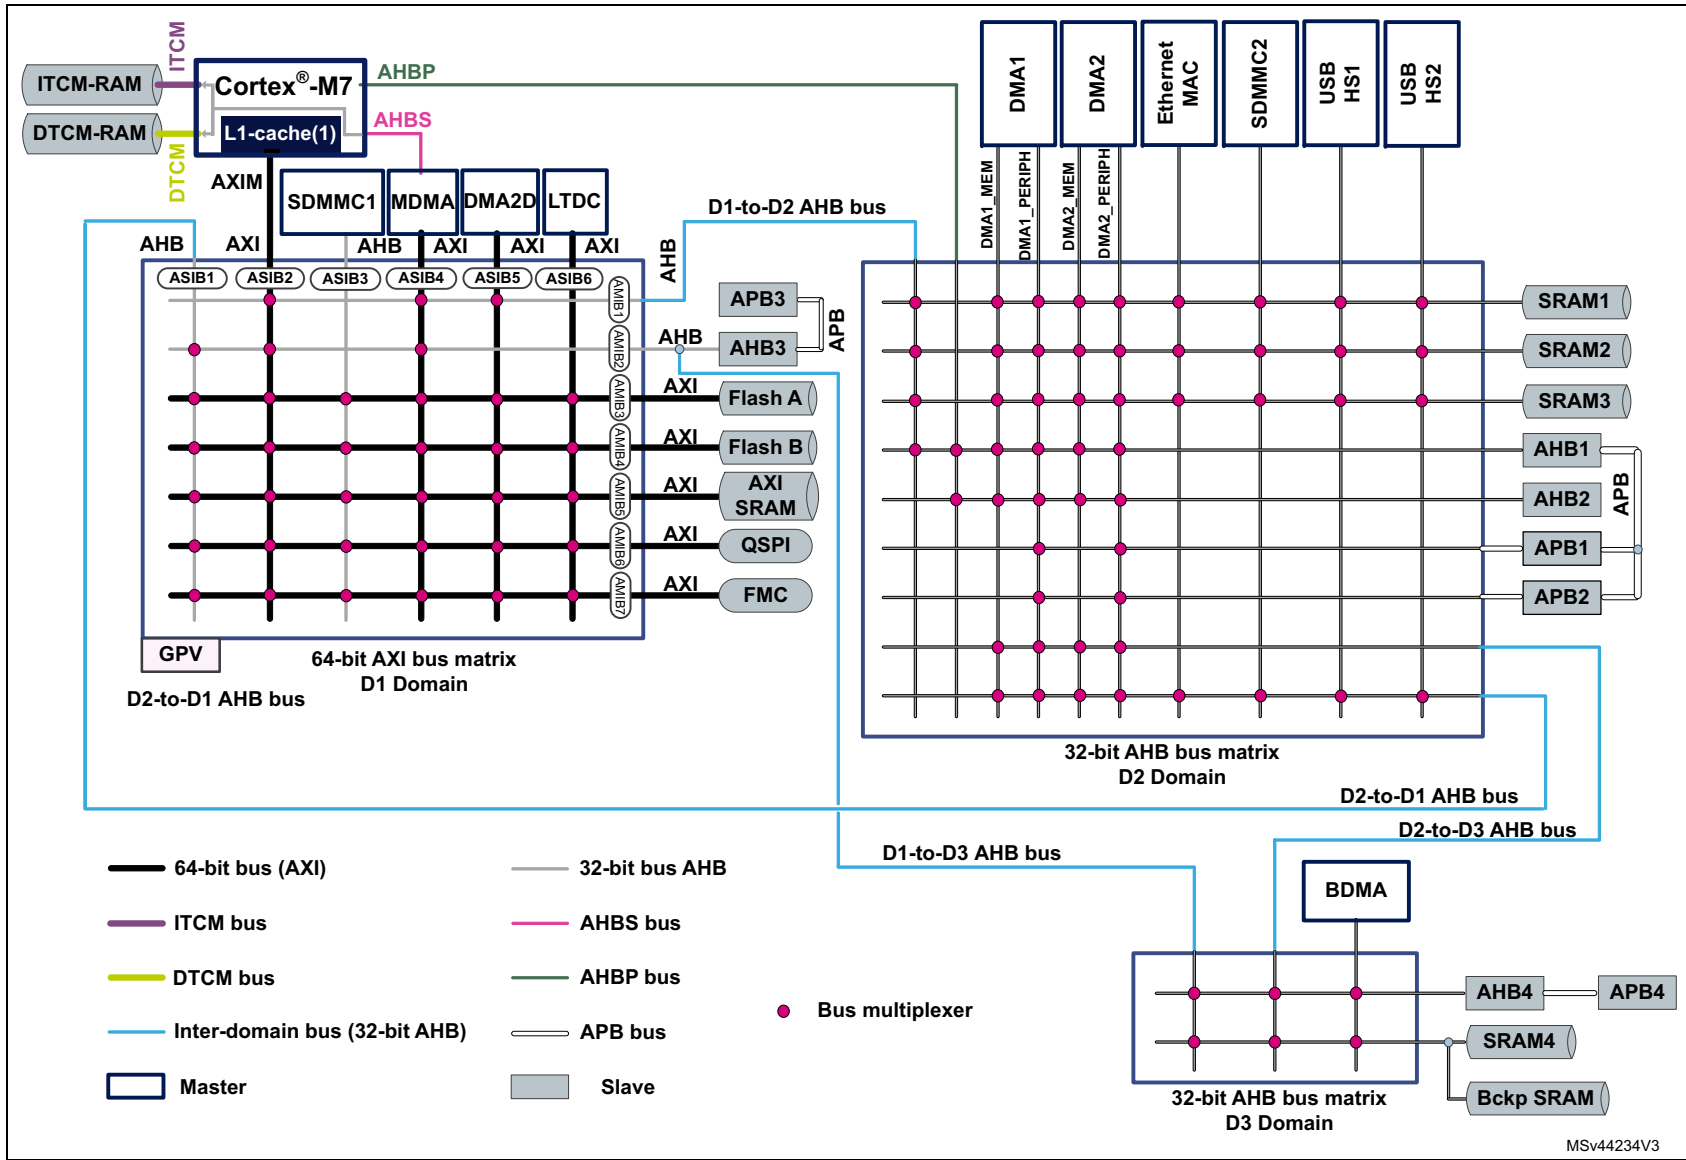 ITCM
ITCM-RAM
Cortex®-M7
AHBP
DTCM-RAM
L1-cache(1)
AHBS
DTCM
AXIM
SDMMC1
MDMA
DMA2D
LTDC
AHB
AXI
AHB
AXI
AXI
AXI
AHB
D1-to-D2 AHB bus
ASIB1
ASIB2
ASIB3
ASIB4
ASIB5
ASIB6
AMIB1
AMIB2
AMIB3
AMIB4
AMIB5
AMIB6
AMIB7
APB3
AHB
AHB3
APB
AXI
Flash A
AXI
Flash B
AXI
AXI
SRAM
AXI
QSPI
AXI
FMC
GPV
64-bit AXI bus matrix
D1 Domain
D2-to-D1 AHB bus
DMA1
DMA2
Ethernet
MAC
SDMMC2
USB
HS1
USB
HS2
DMA1_MEM
DMA1_PERIPH
DMA2_MEM
DMA2_PERIPH
SRAM1
SRAM2
SRAM3
AHB1
AHB2
APB
APB1
APB2
32-bit AHB bus matrix
D2 Domain
D2-to-D1 AHB bus
D2-to-D3 AHB bus
D1-to-D3 AHB bus
BDMA
AHB4
APB4
SRAM4
Bckp SRAM
32-bit AHB bus matrix
D3 Domain
64-bit bus (AXI)
32-bit bus AHB
ITCM bus
AHBS bus
DTCM bus
AHBP bus
Inter-domain bus (32-bit AHB)
APB bus
Bus multiplexer
Master
Slave
MSv44234V3